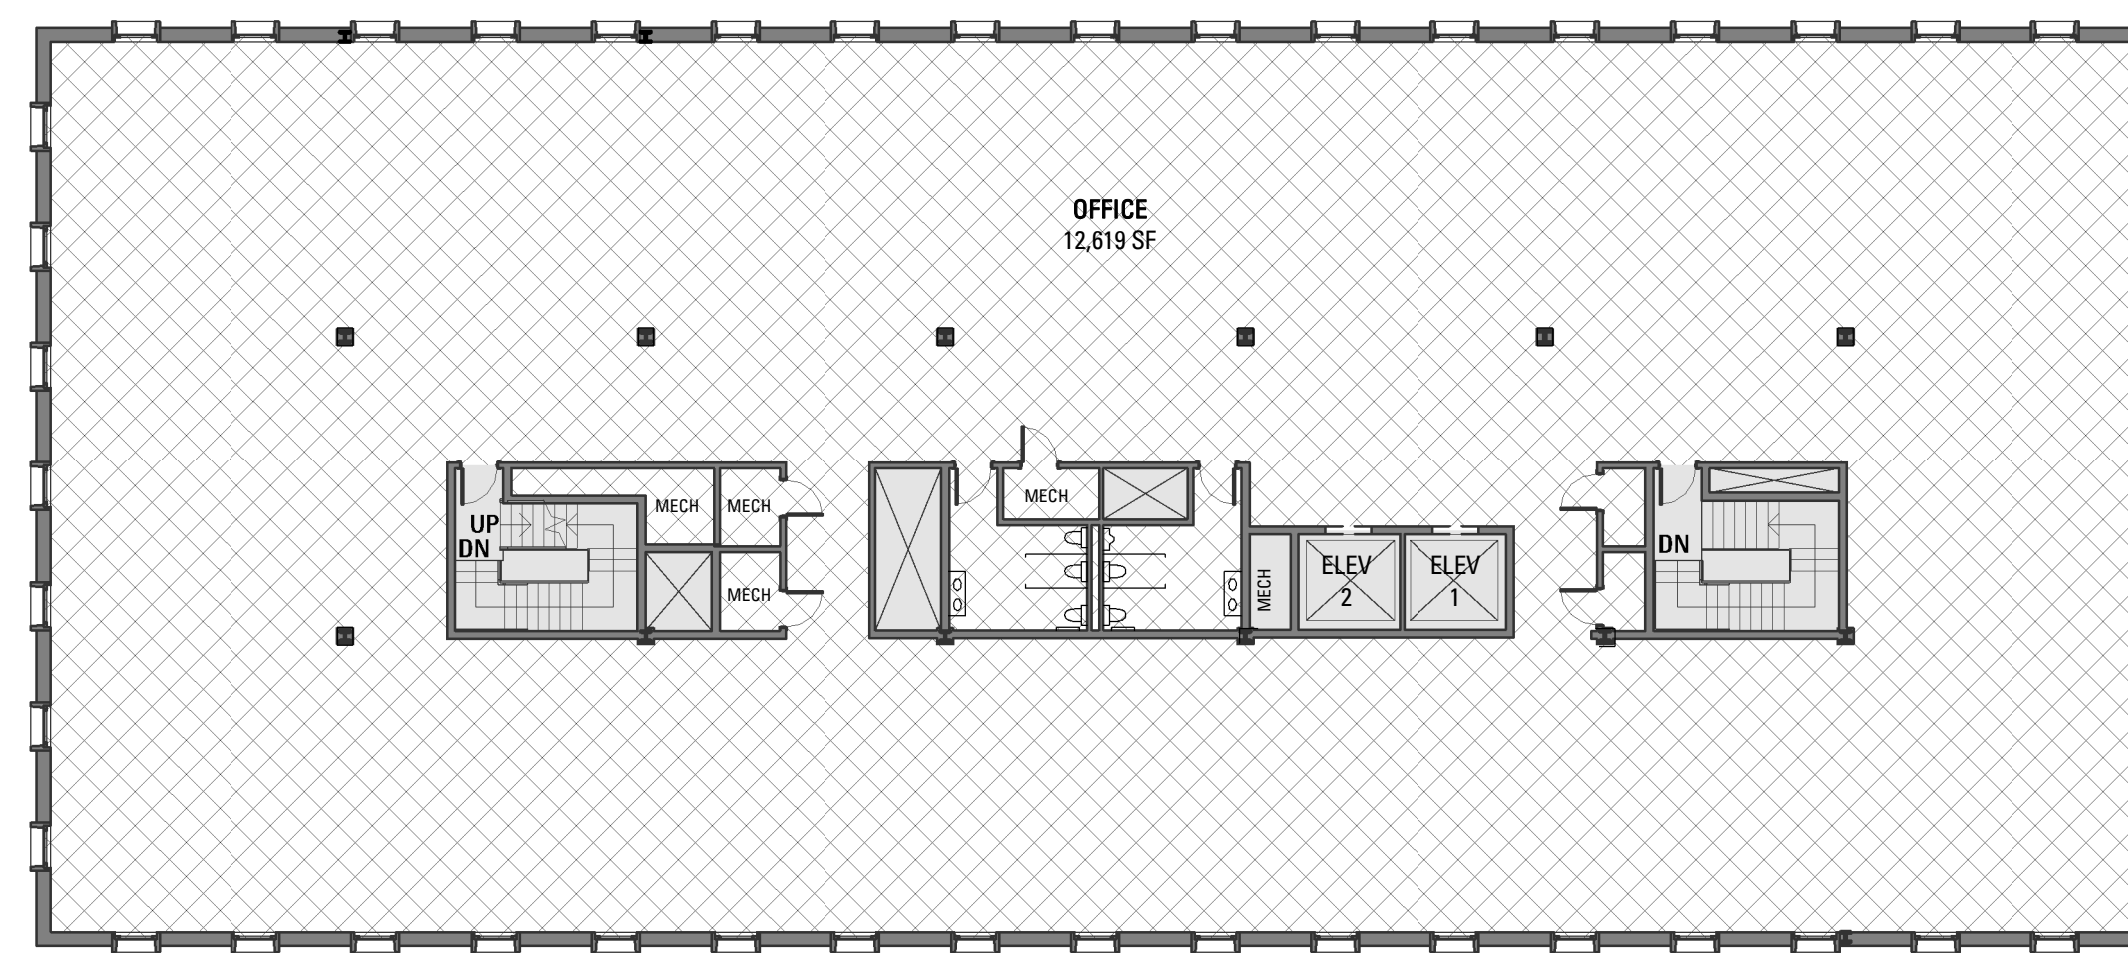 OFFICE
12,619 SF
MECH
MECH
MECH
UP
DN
DN
ELEV
2
ELEV
1
MECH
MECH